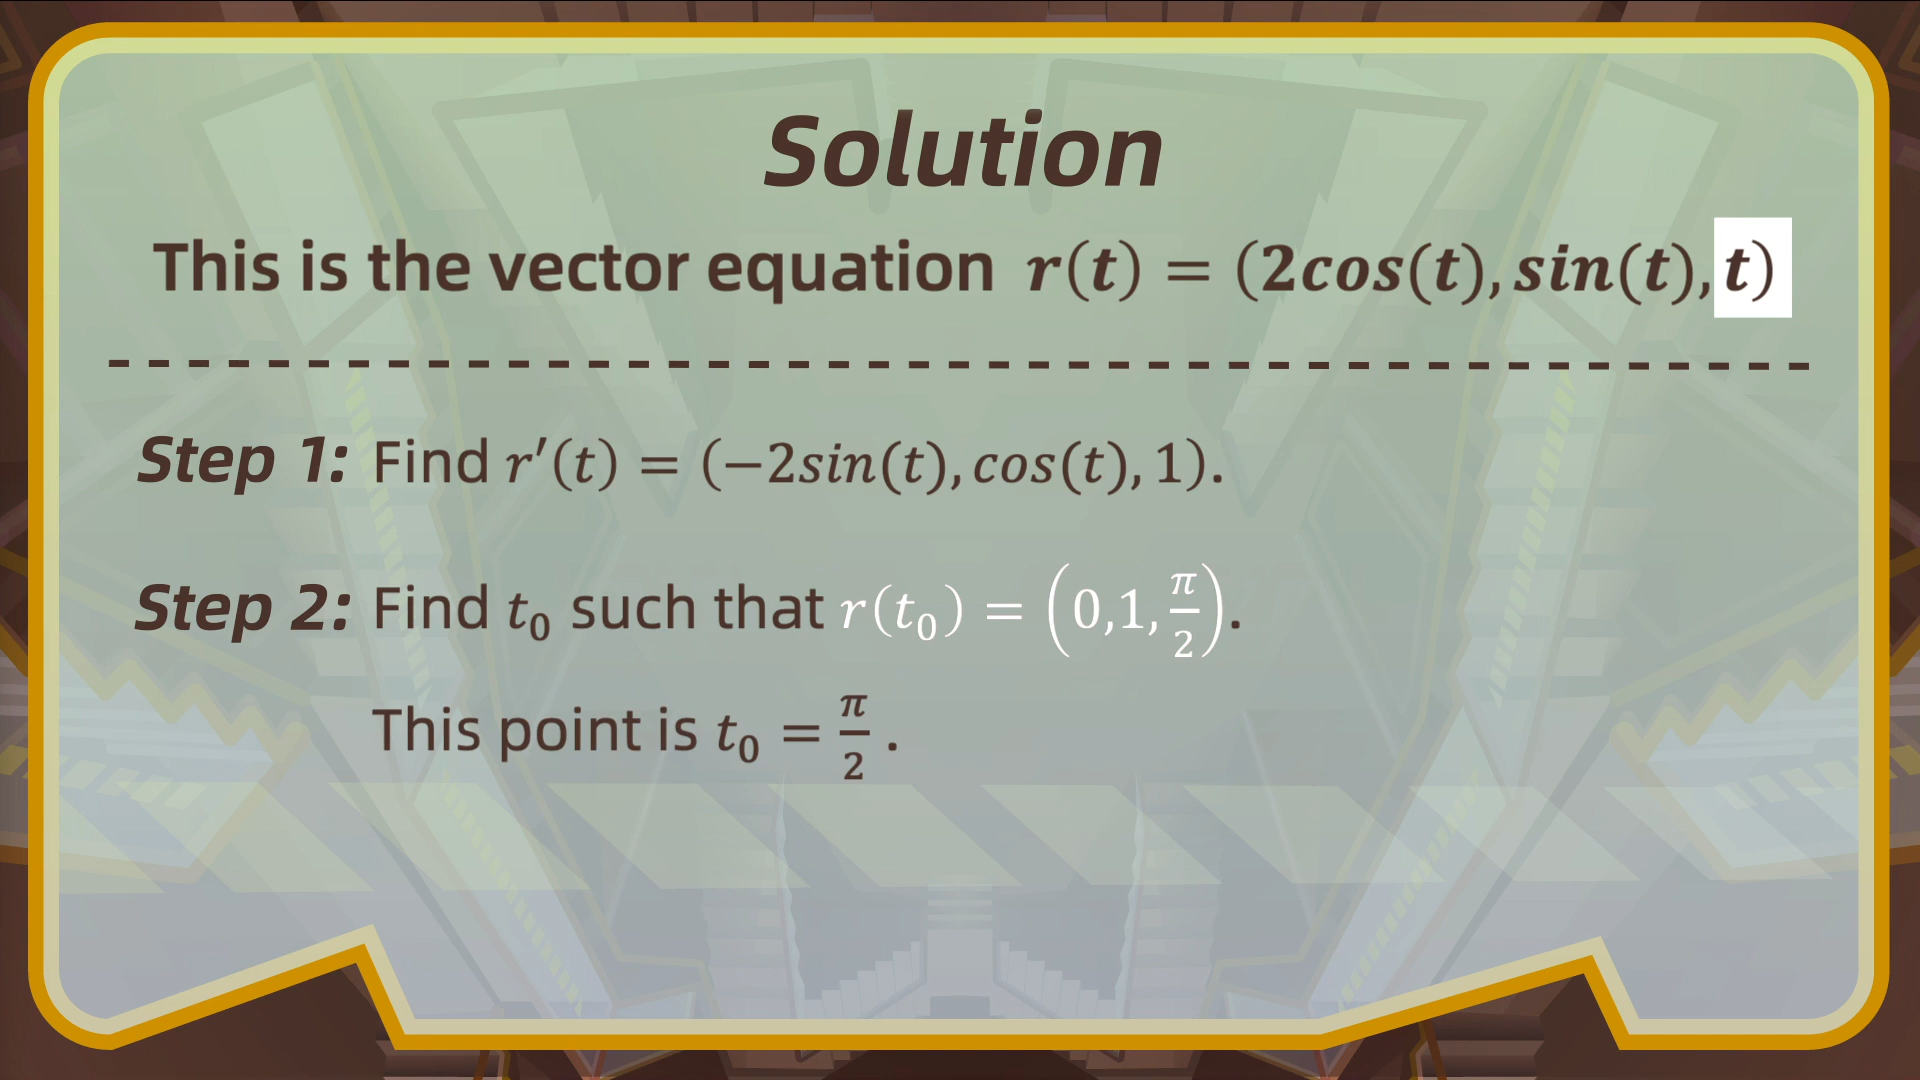 Solution
This is the vector equation r(t) = (2cos(t), sin(t), t)
Step 1: Find r′(t) = (−2sin(t), cos(t), 1).
Step 2: Find t₀ such that r(t₀) = (0,1, π/2).
This point is t₀ = π/2 .